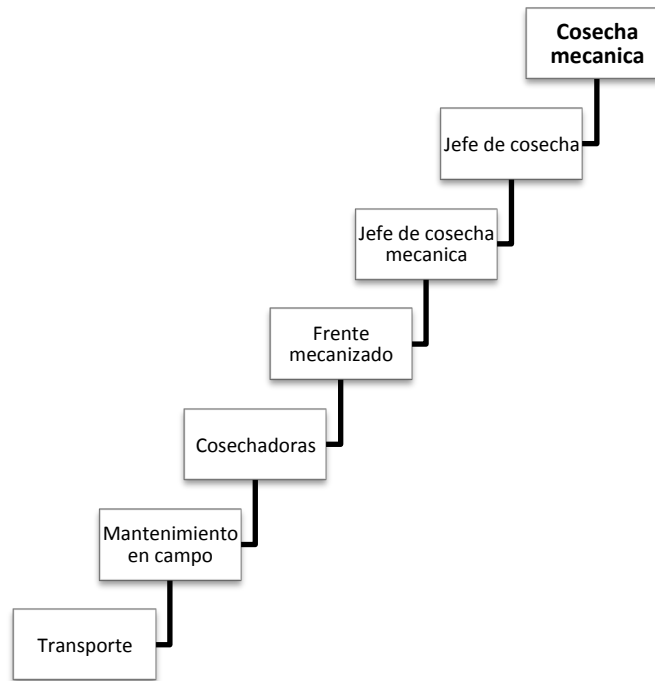 Cosecha
mecanica
Jefe de cosecha
Jefe de cosecha
mecanica
Frente
mecanizado
Cosechadoras
Mantenimiento
en campo
Transporte